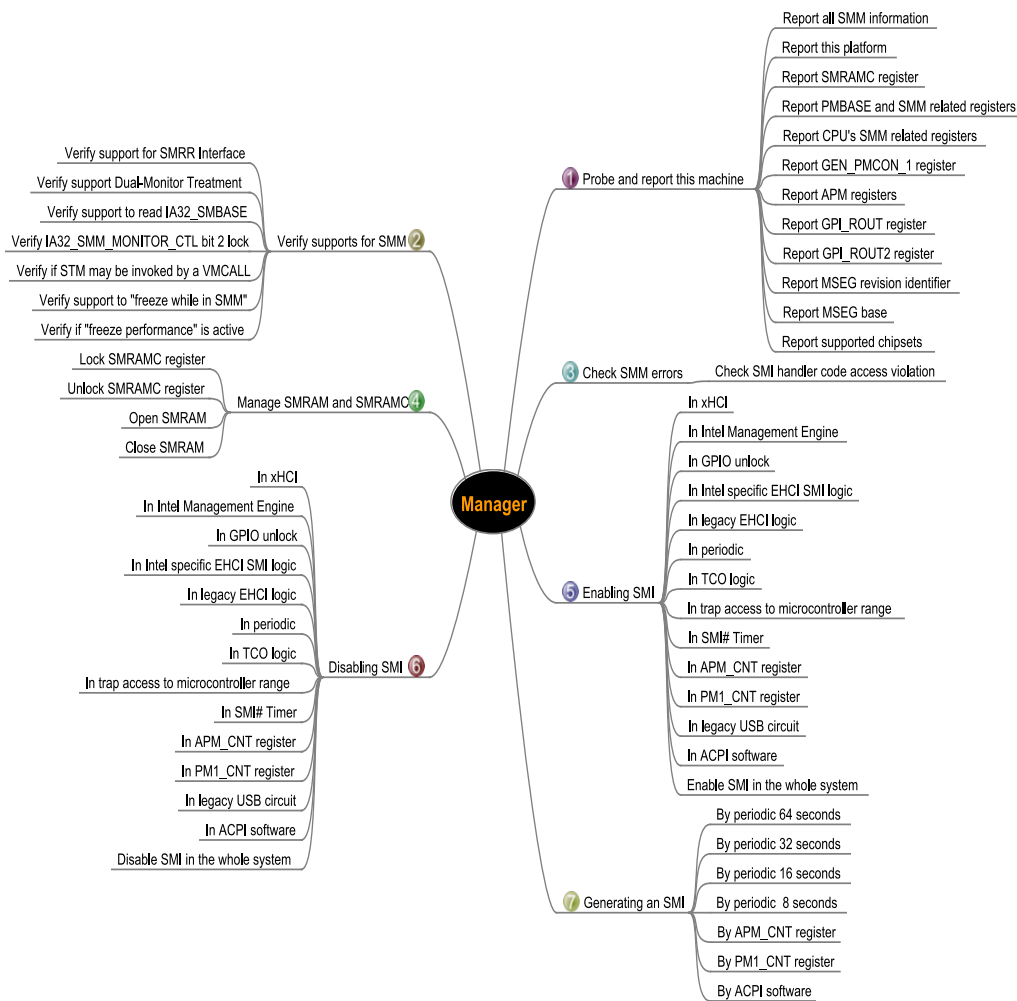 Manager
1 Probe and report this machine
Report all SMM information
Report this platform
Report SMRAMC register
Report PMBASE and SMM related registers
Report CPU's SMM related registers
Report GEN_PMCON_1 register
Report APM registers
Report GPI_ROUT register
Report GPI_ROUT2 register
Report MSEG revision identifier
Report MSEG base
Report supported chipsets
Verify supports for SMM 2
Verify support for SMRR Interface
Verify support Dual-Monitor Treatment
Verify support to read IA32_SMBASE
Verify IA32_SMM_MONITOR_CTL bit 2 lock
Verify if STM may be invoked by a VMCALL
Verify support to "freeze while in SMM"
Verify if "freeze performance" is active
3 Check SMM errors
Check SMI handler code access violation
Manage SMRAM and SMRAMC 4
Lock SMRAMC register
Unlock SMRAMC register
Open SMRAM
Close SMRAM
5 Enabling SMI
In xHCI
In Intel Management Engine
In GPIO unlock
In Intel specific EHCI SMI logic
In legacy EHCI logic
In periodic
In TCO logic
In trap access to microcontroller range
In SMI# Timer
In APM_CNT register
In PM1_CNT register
In legacy USB circuit
In ACPI software
Enable SMI in the whole system
Disabling SMI 6
In xHCI
In Intel Management Engine
In GPIO unlock
In Intel specific EHCI SMI logic
In legacy EHCI logic
In periodic
In TCO logic
In trap access to microcontroller range
In SMI# Timer
In APM_CNT register
In PM1_CNT register
In legacy USB circuit
In ACPI software
Disable SMI in the whole system
7 Generating an SMI
By periodic 64 seconds
By periodic 32 seconds
By periodic 16 seconds
By periodic  8 seconds
By APM_CNT register
By PM1_CNT register
By ACPI software